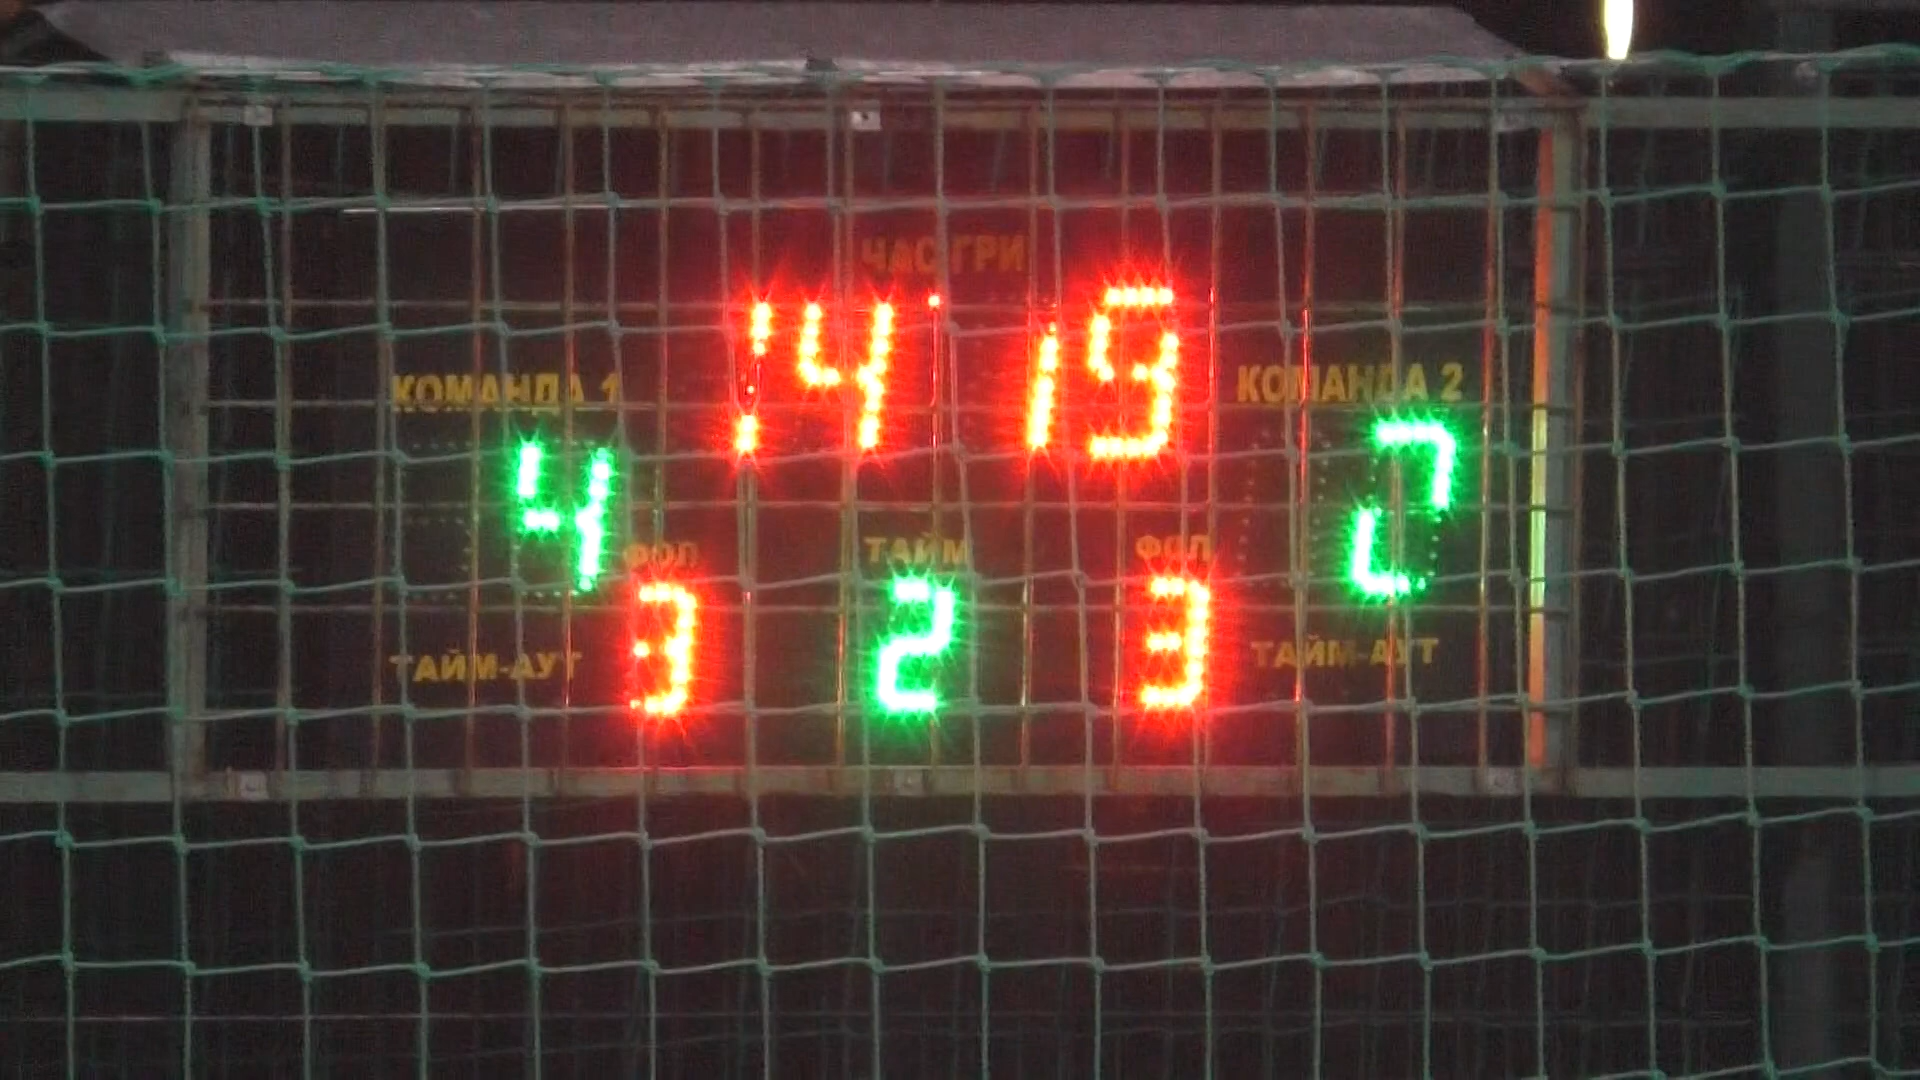 ЧАС ГРИ
14 19
КОМАНДА 1
КОМАНДА 2
4
2
ФОЛ
ТАЙМ
ФОЛ
3
2
3
ТАЙМ-АУТ
ТАЙМ-АУТ